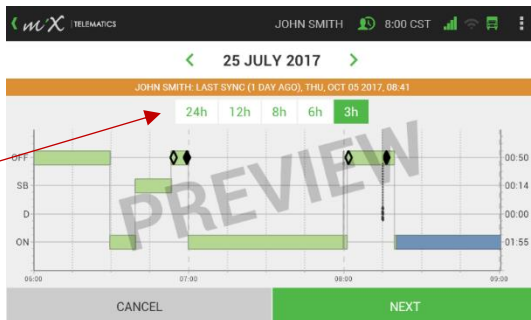 miX TELEMATICS JOHN SMITH 8:00 CST
25 JULY 2017
JOHN SMITH: LAST SYNC (1 DAY AGO), THU, OCT 05 2017, 08:41
24h 12h 8h 6h 3h
OFF 00:50
SB 00:14
D 00:00
ON 01:55
PREVIEW
06:00 07:00 08:00 09:00
CANCEL NEXT